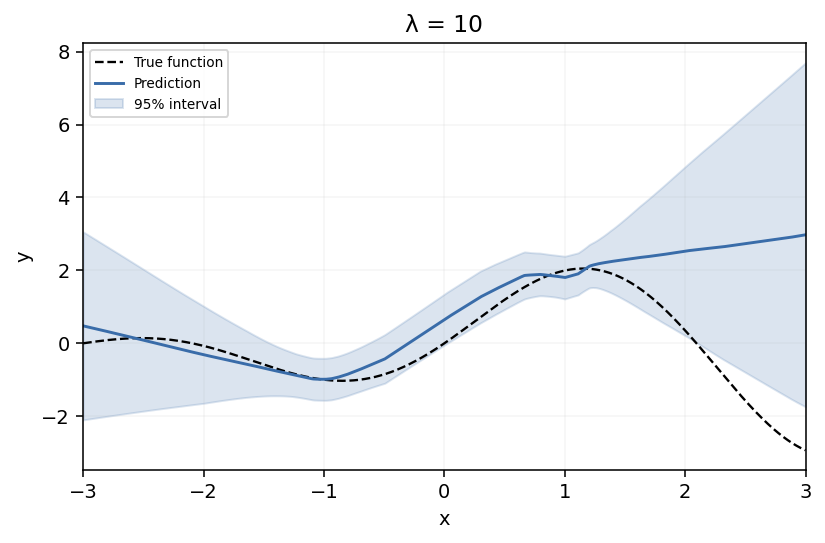 λ = 10
True function
Prediction
95% interval
8
6
4
2
0
−2
y
−3 −2 −1 0 1 2 3
x